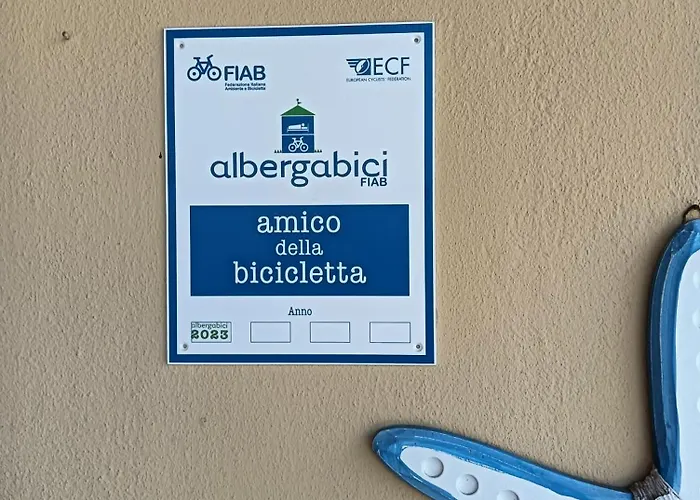 FIAB
Federazione Italiana
Ambiente e Bicicletta
ECF
EUROPEAN CYCLISTS' FEDERATION
albergabici
FIAB
amico
della
bicicletta
Anno
albergabici
2023